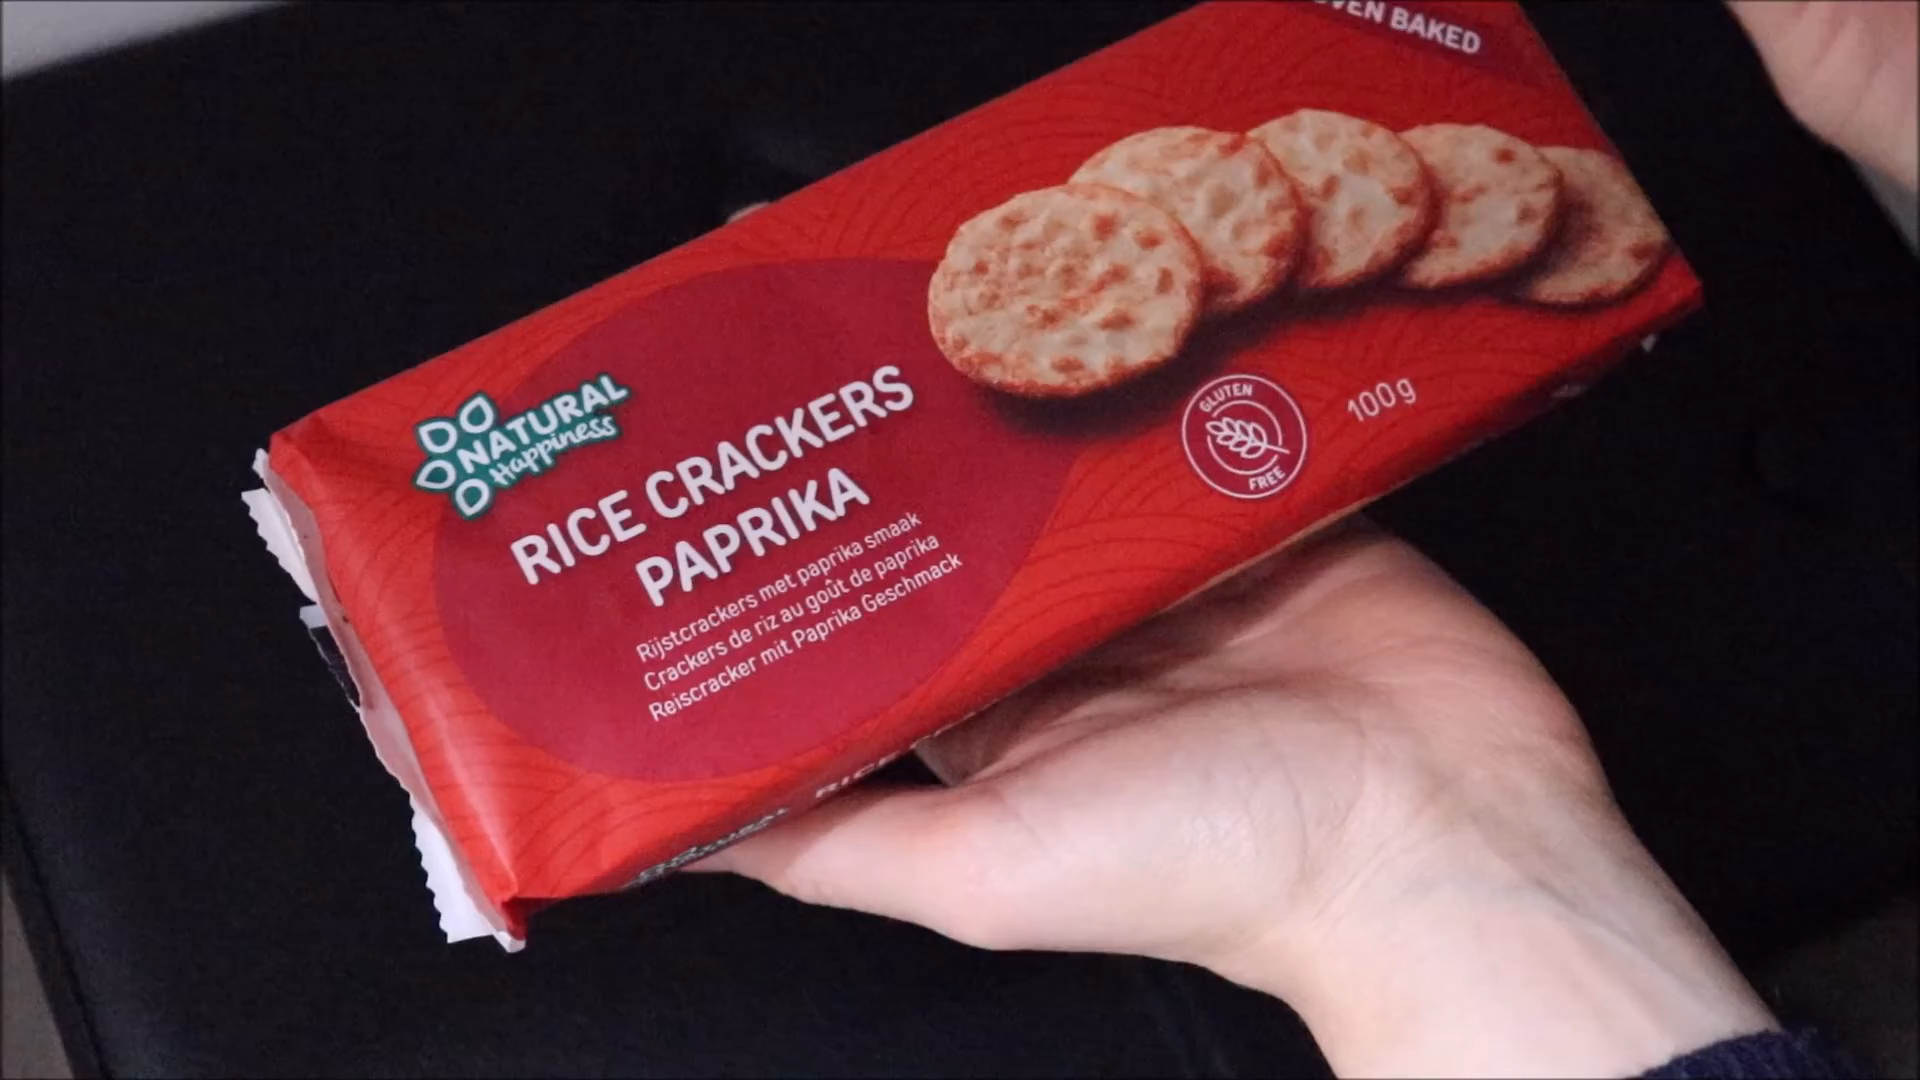 BAKED
NATURAL
Happiness
RICE CRACKERS
PAPRIKA
Rijstcrackers met paprika smaak
Crackers de riz au goût de paprika
Reiscracker mit Paprika Geschmack
GLUTEN
FREE
100g
RICE